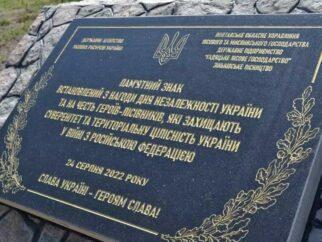 ДЕРЖАВНЕ АГЕНТСТВО
ЛІСОВИХ РЕСУРСІВ УКРАЇНИ
ПОЛТАВСЬКЕ ОБЛАСНЕ УПРАВЛІННЯ
ЛІСОВОГО ТА МИСЛИВСЬКОГО ГОСПОДАРСТВА
ДЕРЖАВНЕ ПІДПРИЄМСТВО
"ГАДЯЦЬКЕ ЛІСОВЕ ГОСПОДАРСТВО"
ЛИХАЧІВСЬКЕ ЛІСНИЦТВО
ПАМ'ЯТНИЙ ЗНАК
ВСТАНОВЛЕНИЙ З НАГОДИ ДНЯ НЕЗАЛЕЖНОСТІ УКРАЇНИ
ТА НА ЧЕСТЬ ГЕРОЇВ-ЛІСІВНИКІВ, ЯКІ ЗАХИЩАЮТЬ
СУВЕРЕНІТЕТ ТА ТЕРИТОРІАЛЬНУ ЦІЛІСНІСТЬ УКРАЇНИ
У ВІЙНІ З РОСІЙСЬКОЮ ФЕДЕРАЦІЄЮ
24 СЕРПНЯ 2022 РОКУ
СЛАВА УКРАЇНІ - ГЕРОЯМ СЛАВА!